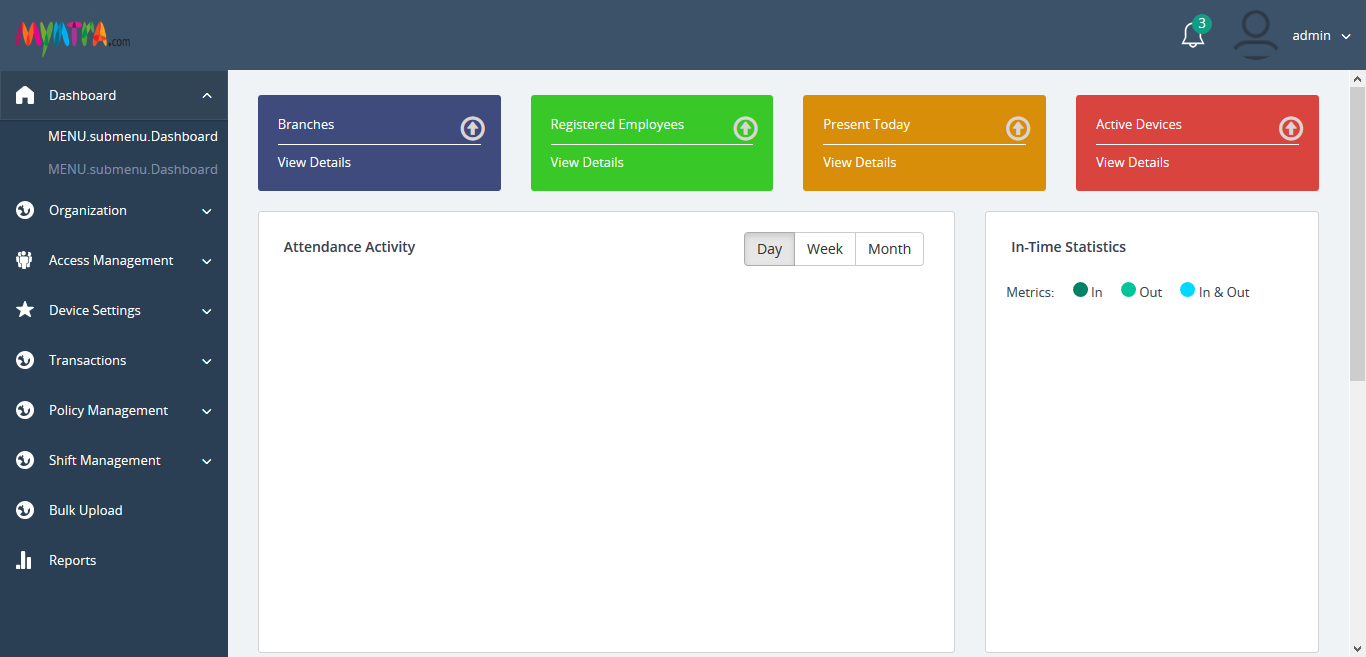 Myntra.com
3
admin
Dashboard
MENU.submenu.Dashboard
MENU.submenu.Dashboard
Organization
Access Management
Device Settings
Transactions
Policy Management
Shift Management
Bulk Upload
Reports
Branches
View Details
Registered Employees
View Details
Present Today
View Details
Active Devices
View Details
Attendance Activity
Day Week Month
In-Time Statistics
Metrics: In Out In & Out